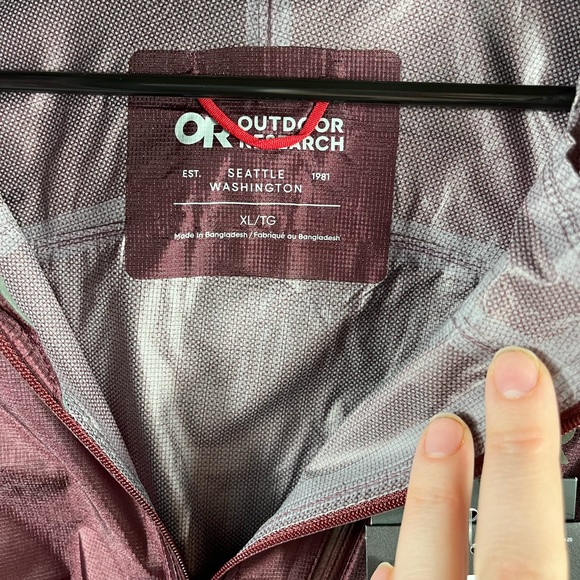 OR OUTDOOR
RESEARCH
EST. SEATTLE 1981
WASHINGTON
XL/TG
Made in Bangladesh / Fabriqué au Bangladesh